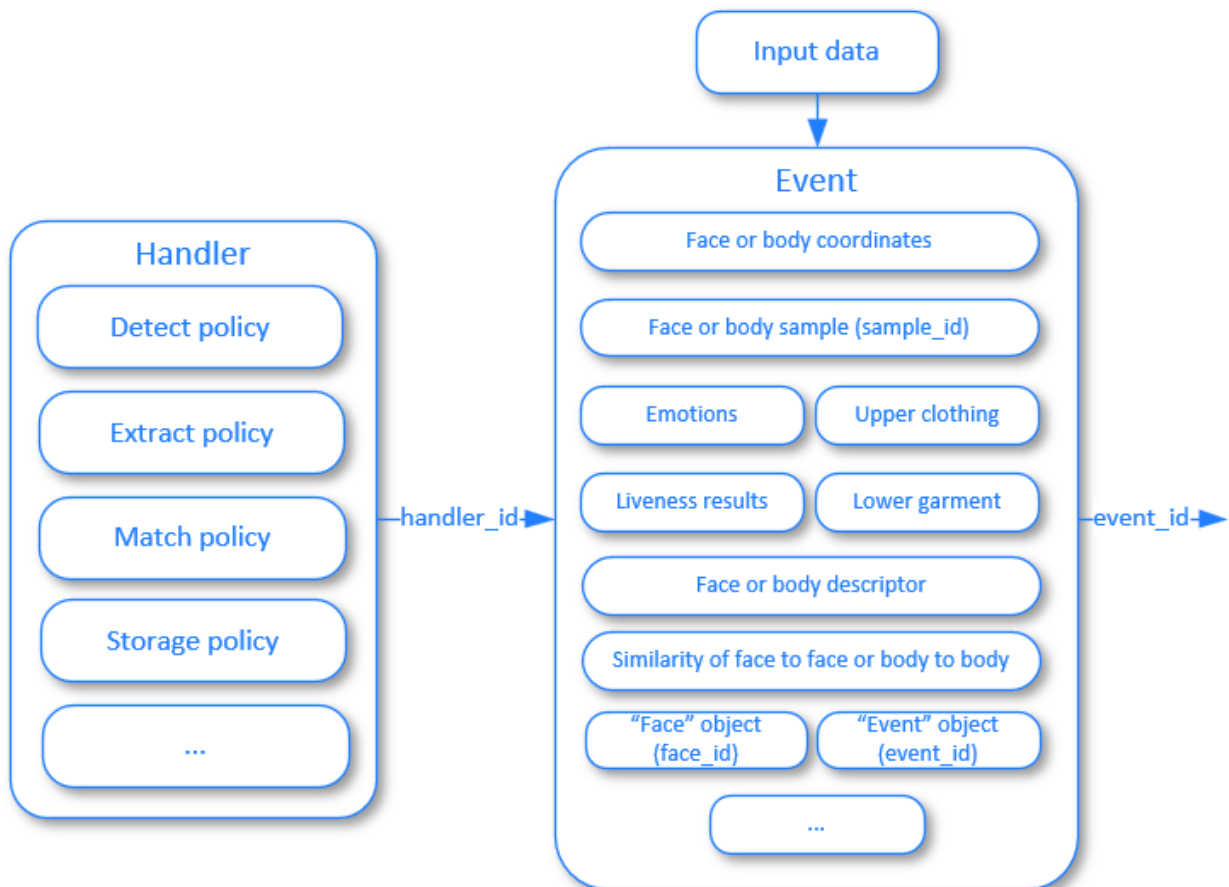 Input data
Handler
Detect policy
Extract policy
Match policy
Storage policy
...
handler_id
Event
Face or body coordinates
Face or body sample (sample_id)
Emotions
Upper clothing
Liveness results
Lower garment
Face or body descriptor
Similarity of face to face or body to body
“Face” object
(face_id)
“Event” object
(event_id)
...
event_id